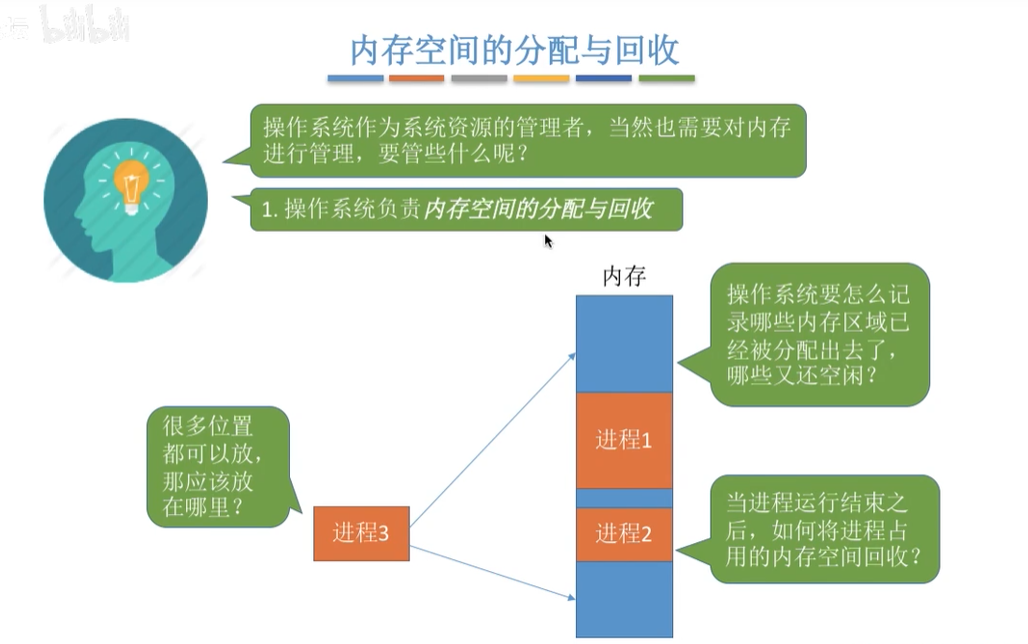 bilibili
内存空间的分配与回收
操作系统作为系统资源的管理者，当然也需要对内存
进行管理，要管些什么呢？
1. 操作系统负责内存空间的分配与回收
内存
操作系统要怎么记
录哪些内存区域已
经被分配出去了，
哪些又还空闲？
进程1
很多位置
都可以放，
那应该放
在哪里？
进程3
进程2
当进程运行结束之
后，如何将进程占
用的内存空间回收？